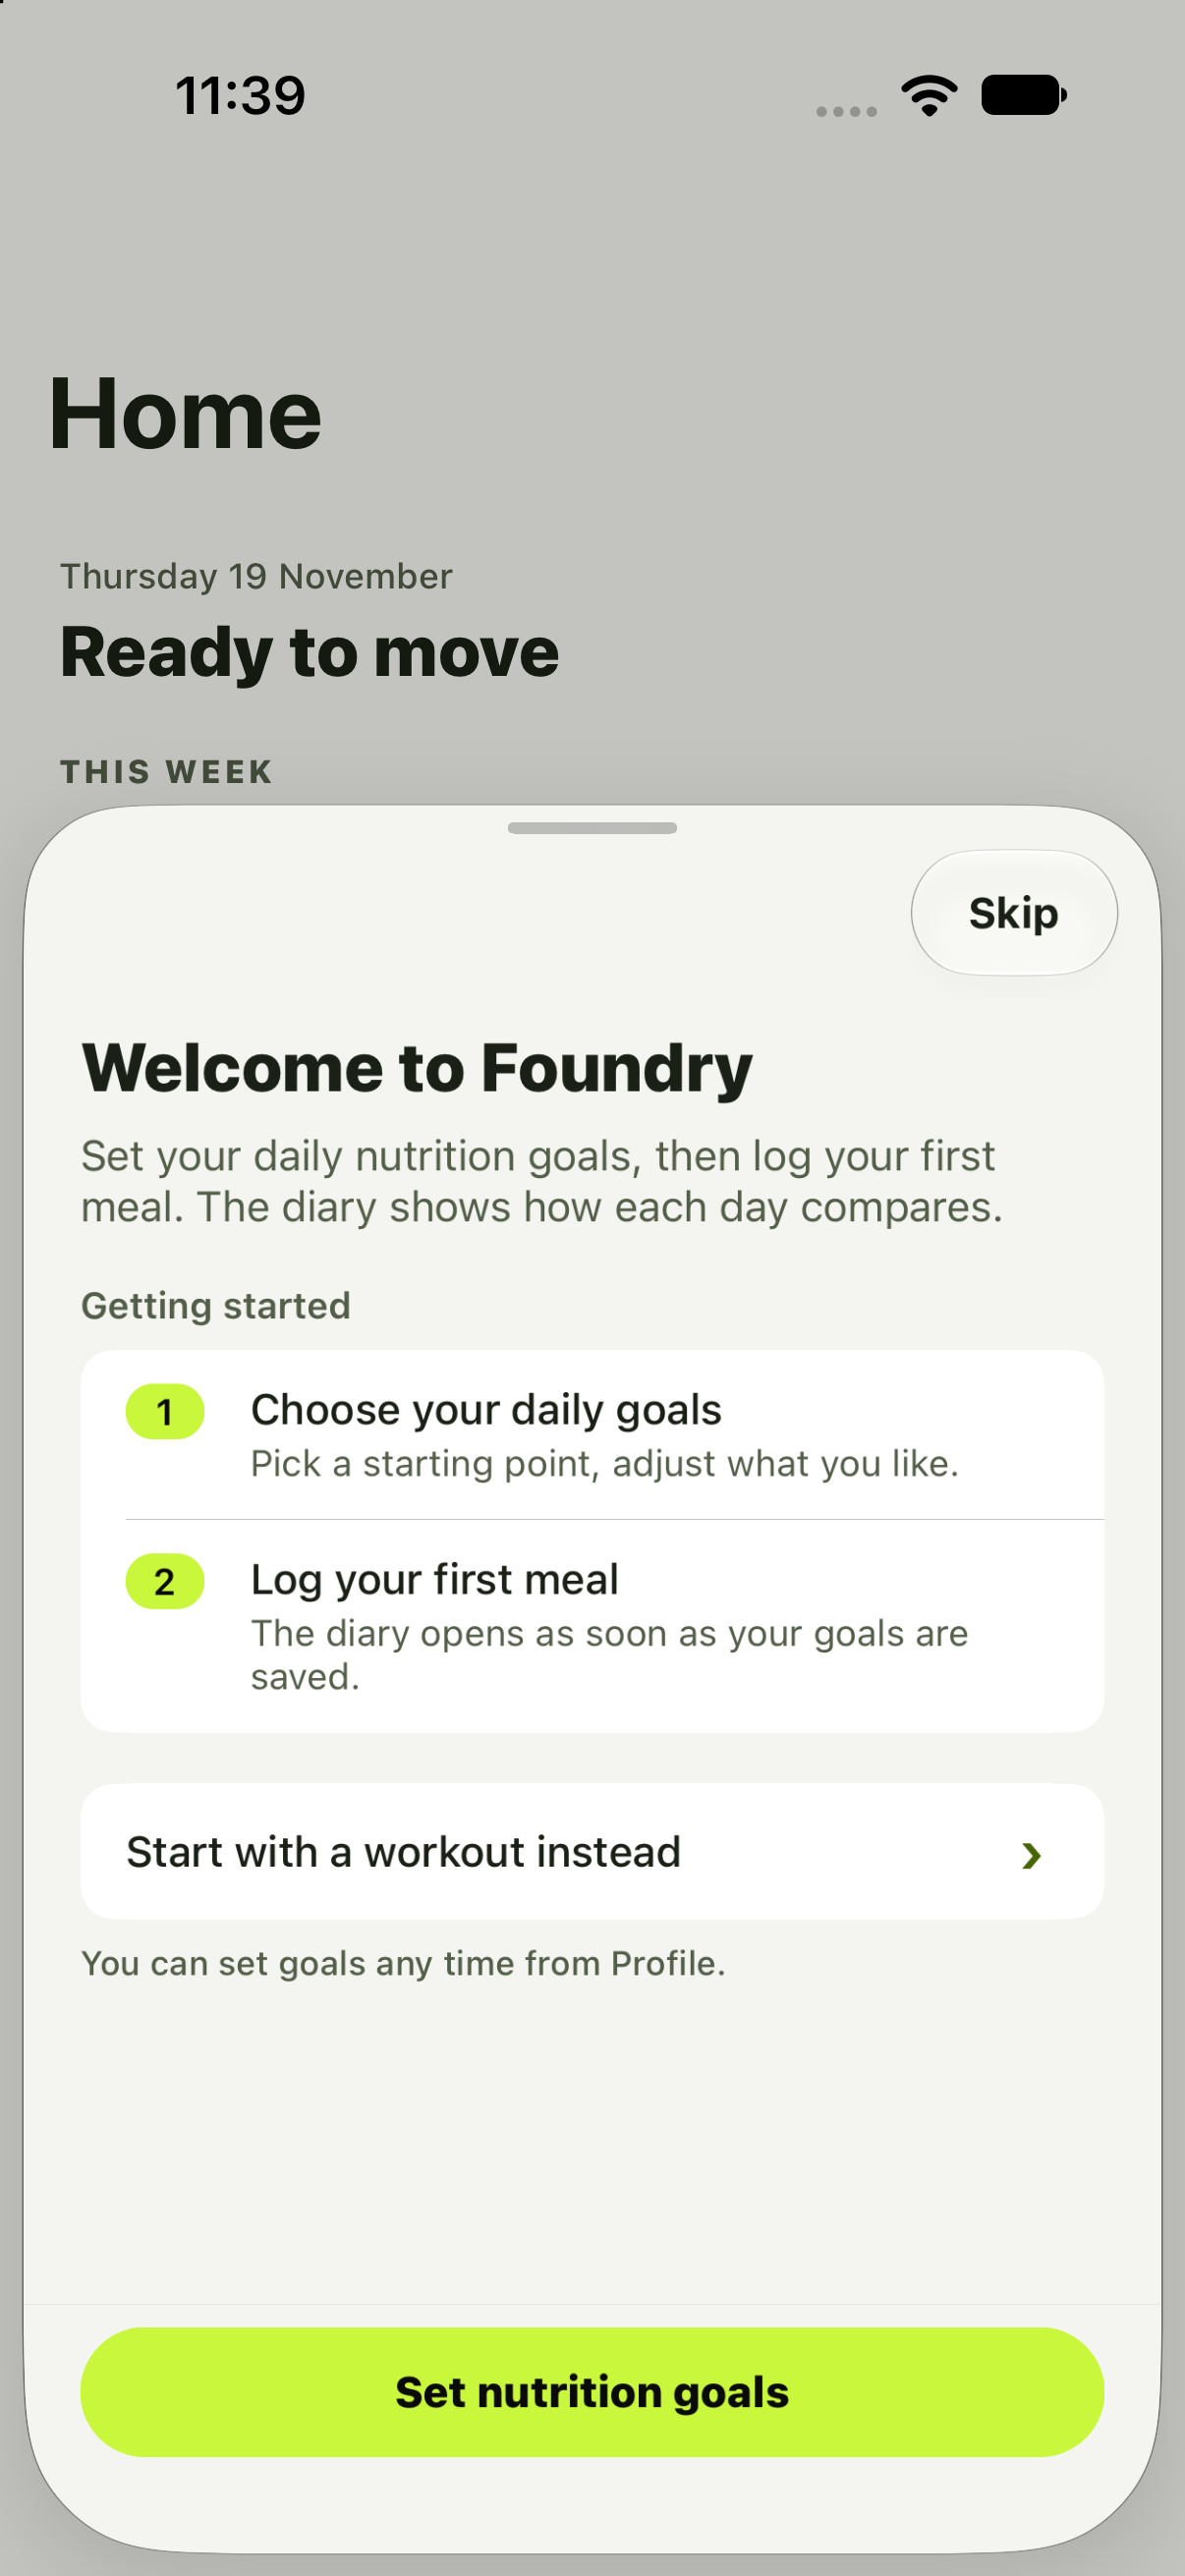 11:39
Home
Thursday 19 November
Ready to move
THIS WEEK
Skip
Welcome to Foundry
Set your daily nutrition goals, then log your first
meal. The diary shows how each day compares.
Getting started
1
Choose your daily goals
Pick a starting point, adjust what you like.
2
Log your first meal
The diary opens as soon as your goals are
saved.
Start with a workout instead
You can set goals any time from Profile.
Set nutrition goals